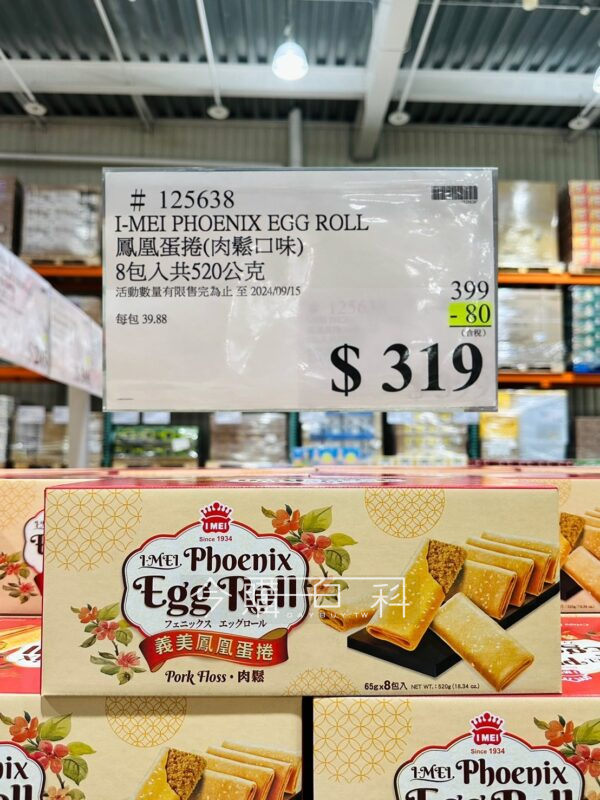 # 125638
I-MEI PHOENIX EGG ROLL
鳳凰蛋捲(肉鬆口味)
8包入共520公克
活動數量有限售完為止 至 2024/09/15
399
- 80
(含稅)
每包 39.88
$ 319
I MEI
Since 1934
I-MEI Phoenix
Egg Roll
フェニックス エッグロール
義美鳳凰蛋捲
Pork Floss・肉鬆
65g×8包入 NET WT.: 520g (18.34 oz.)
今購百科
I MEI
Since 1934
I-MEI Phoenix